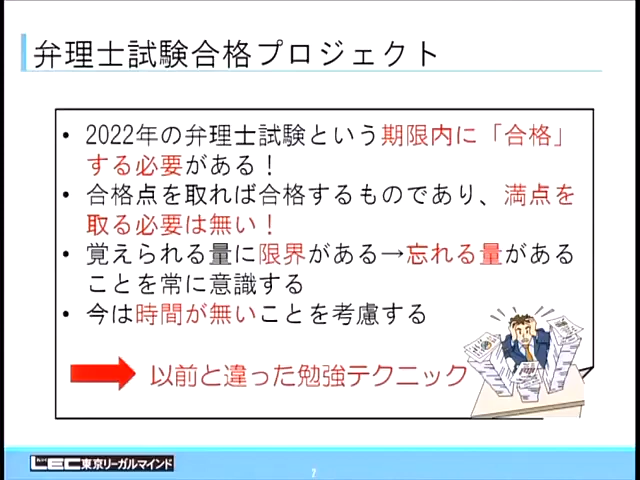 弁理士試験合格プロジェクト
• 2022年の弁理士試験という期限内に「合格」
する必要がある！
• 合格点を取れば合格するものであり、満点を
取る必要は無い！
• 覚えられる量に限界がある→忘れる量がある
ことを常に意識する
• 今は時間が無いことを考慮する
以前と違った勉強テクニック
LEC東京リーガルマインド
2